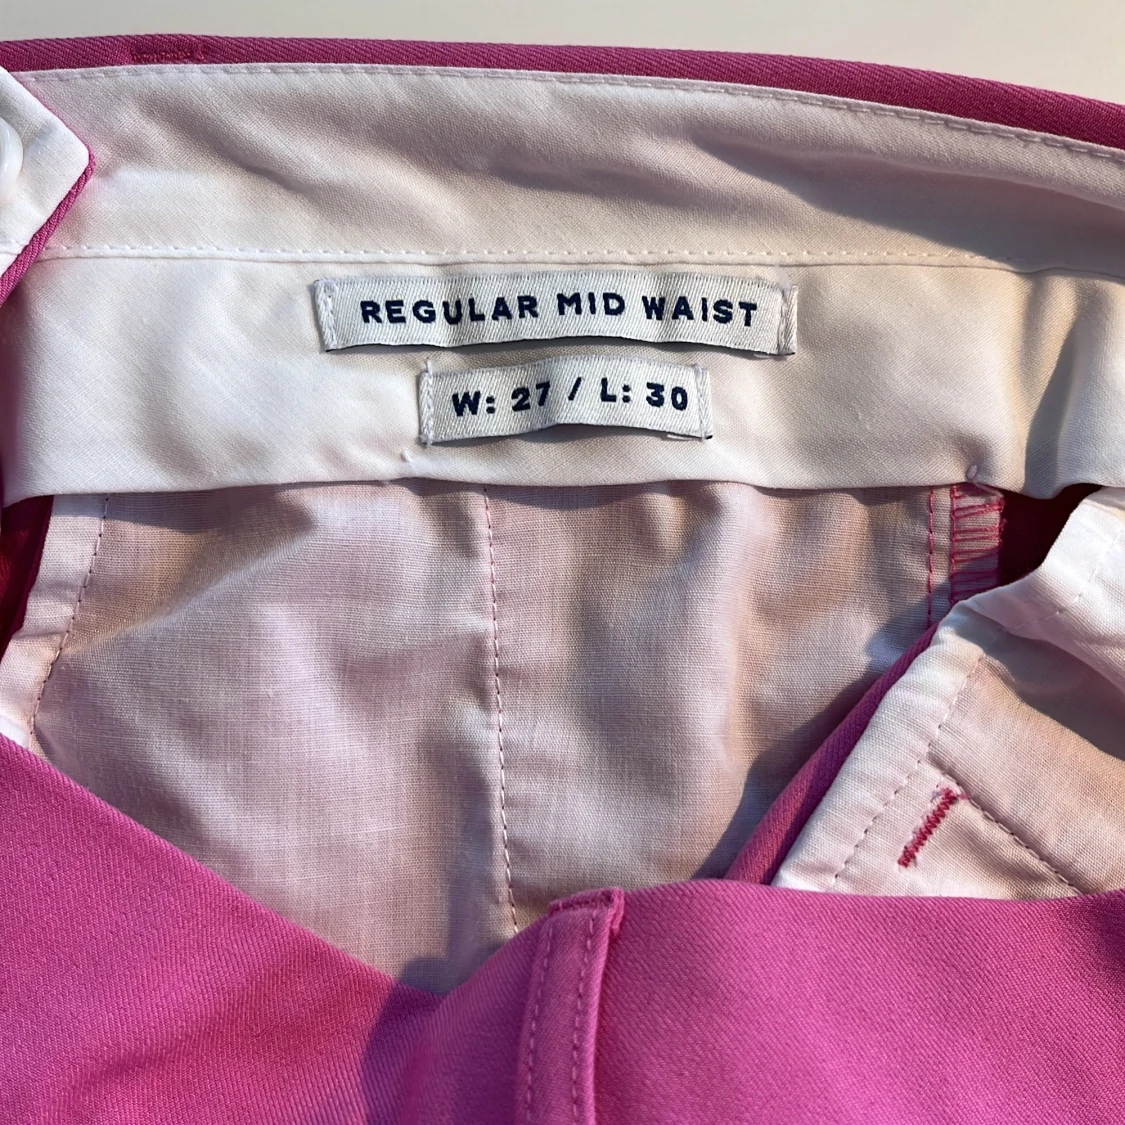 REGULAR MID WAIST
W: 27 / L: 30